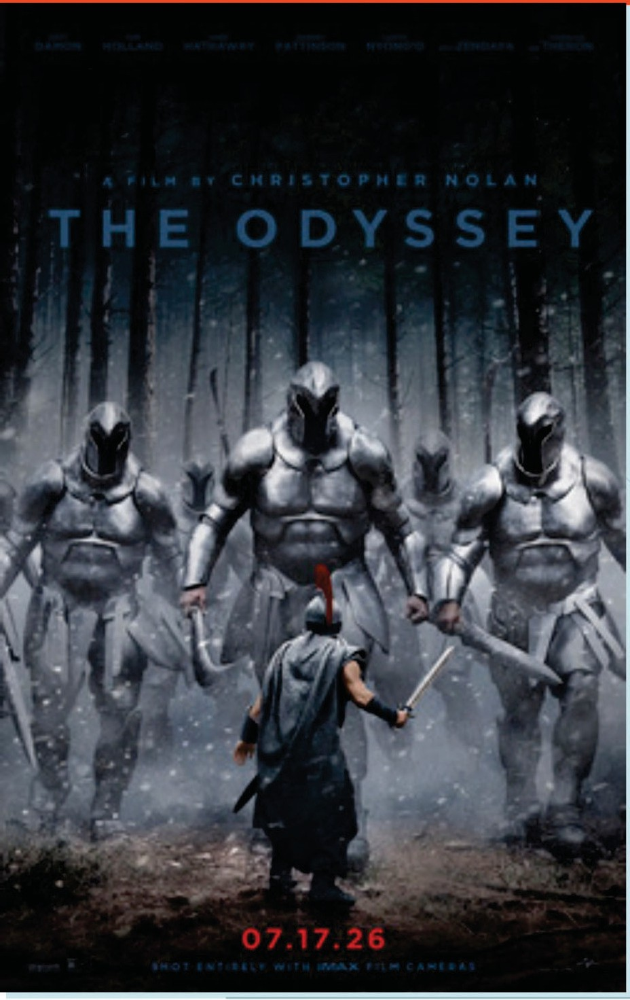 DAMON HOLLAND HATHAWAY PATTINSON NYONG'O ZENDAYA THERON
A FILM BY CHRISTOPHER NOLAN
THE ODYSSEY
07.17.26
SHOT ENTIRELY WITH IMAX FILM CAMERAS